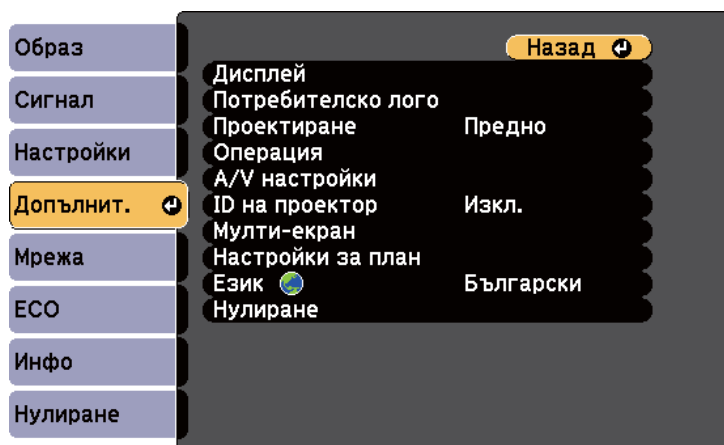 Образ
Сигнал
Настройки
Допълнит.
Мрежа
ECO
Инфо
Нулиране
Назад
Дисплей
Потребителско лого
Проектиране Предно
Операция
A/V настройки
ID на проектор Изкл.
Мулти-екран
Настройки за план
Език Български
Нулиране